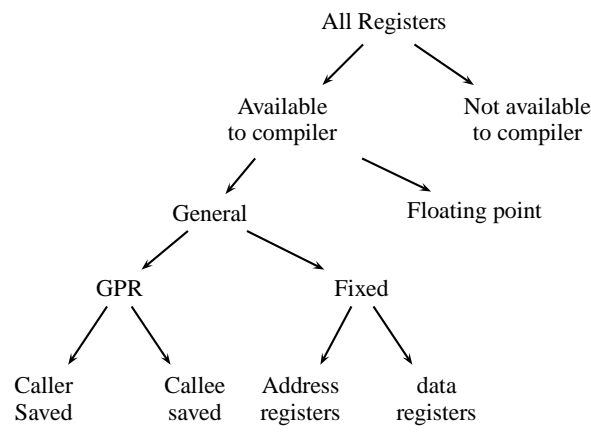 All Registers
Available
to compiler
Not available
to compiler
General
Floating point
GPR
Fixed
Caller
Saved
Callee
saved
Address
registers
data
registers